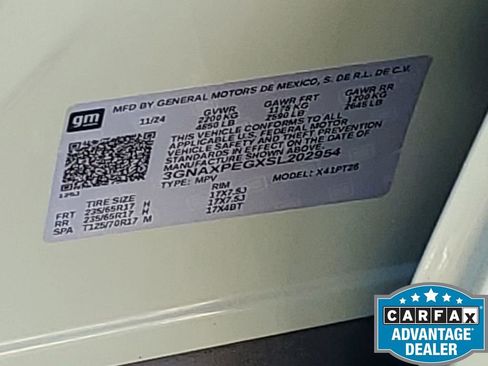 gm
MFD BY GENERAL MOTORS DE MEXICO, S. DE R.L. DE C.V.
11/24 GVWR GAWR FRT GAWR RR
2200 KG 1175 KG 1200 KG
4850 LB 2590 LB 2645 LB
THIS VEHICLE CONFORMS TO ALL
APPLICABLE U.S. FEDERAL MOTOR
VEHICLE SAFETY, BUMPER, AND THEFT PREVENTION
STANDARDS IN EFFECT ON THE DATE OF
MANUFACTURE SHOWN ABOVE.
3GNAXPEGXSL202954
TYPE: MPV MODEL: X41PT26
TIRE SIZE RIM
FRT 235/65R17 H 17X7.5J
RR 235/65R17 H 17X7.5J
SPA T125/70R17 M 17X4BT
CARFAX
ADVANTAGE
DEALER